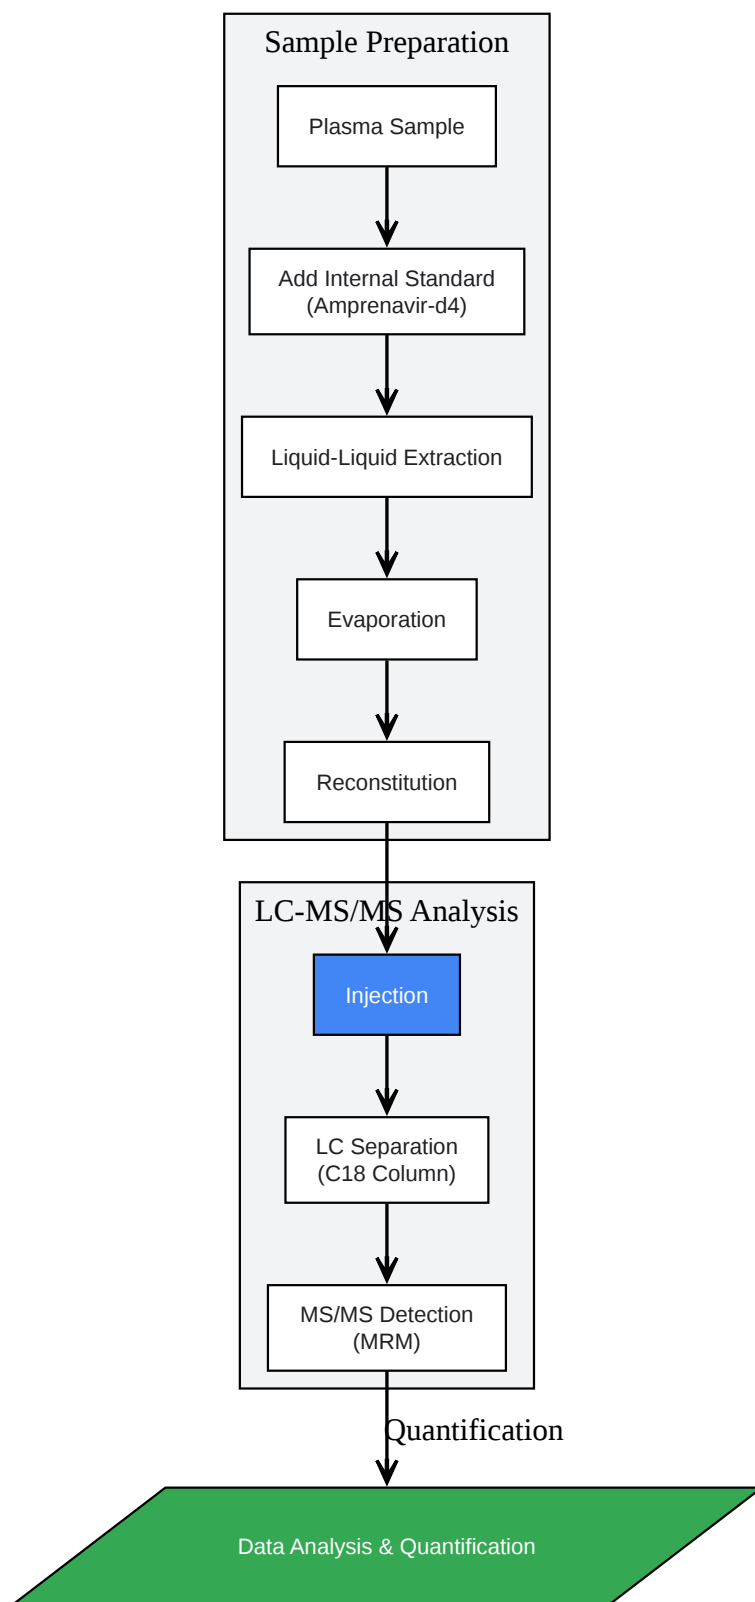 Sample Preparation
Plasma Sample
Add Internal Standard
(Amprenavir-d4)
Liquid-Liquid Extraction
Evaporation
Reconstitution
LC-MS/MS Analysis
Injection
LC Separation
(C18 Column)
MS/MS Detection
(MRM)
Quantification
Data Analysis & Quantification